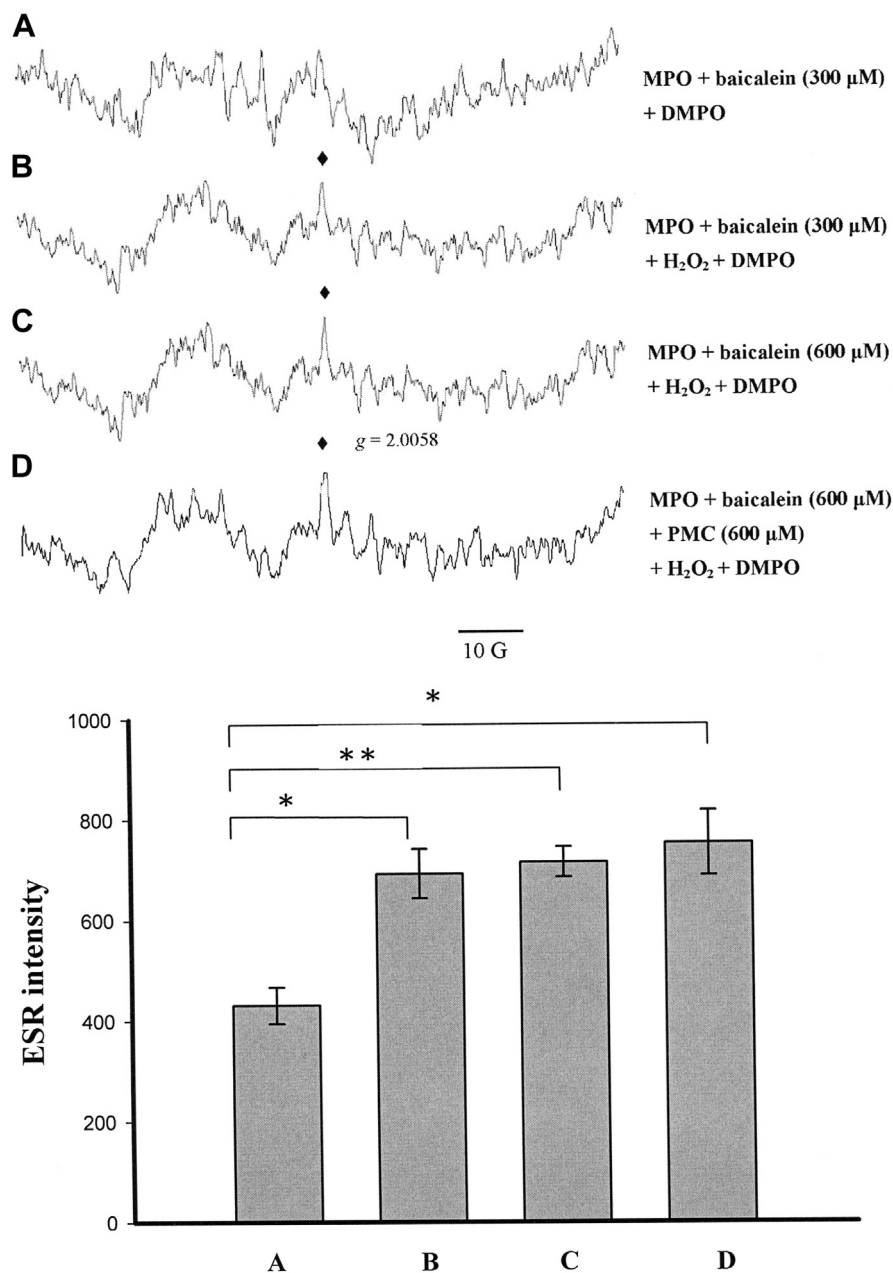 A
MPO + baicalein (300 µM)
+ DMPO
B
MPO + baicalein (300 µM)
+ H₂O₂ + DMPO
C
MPO + baicalein (600 µM)
+ H₂O₂ + DMPO
g = 2.0058
D
MPO + baicalein (600 µM)
+ PMC (600 µM)
+ H₂O₂ + DMPO
10 G
1000
800
600
400
200
0
ESR intensity
*
**
*
A B C D